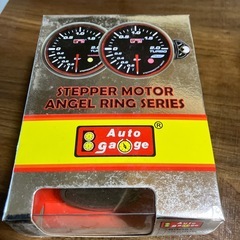 STEPPER MOTOR
ANGEL RING SERIES
Auto ®
gauge